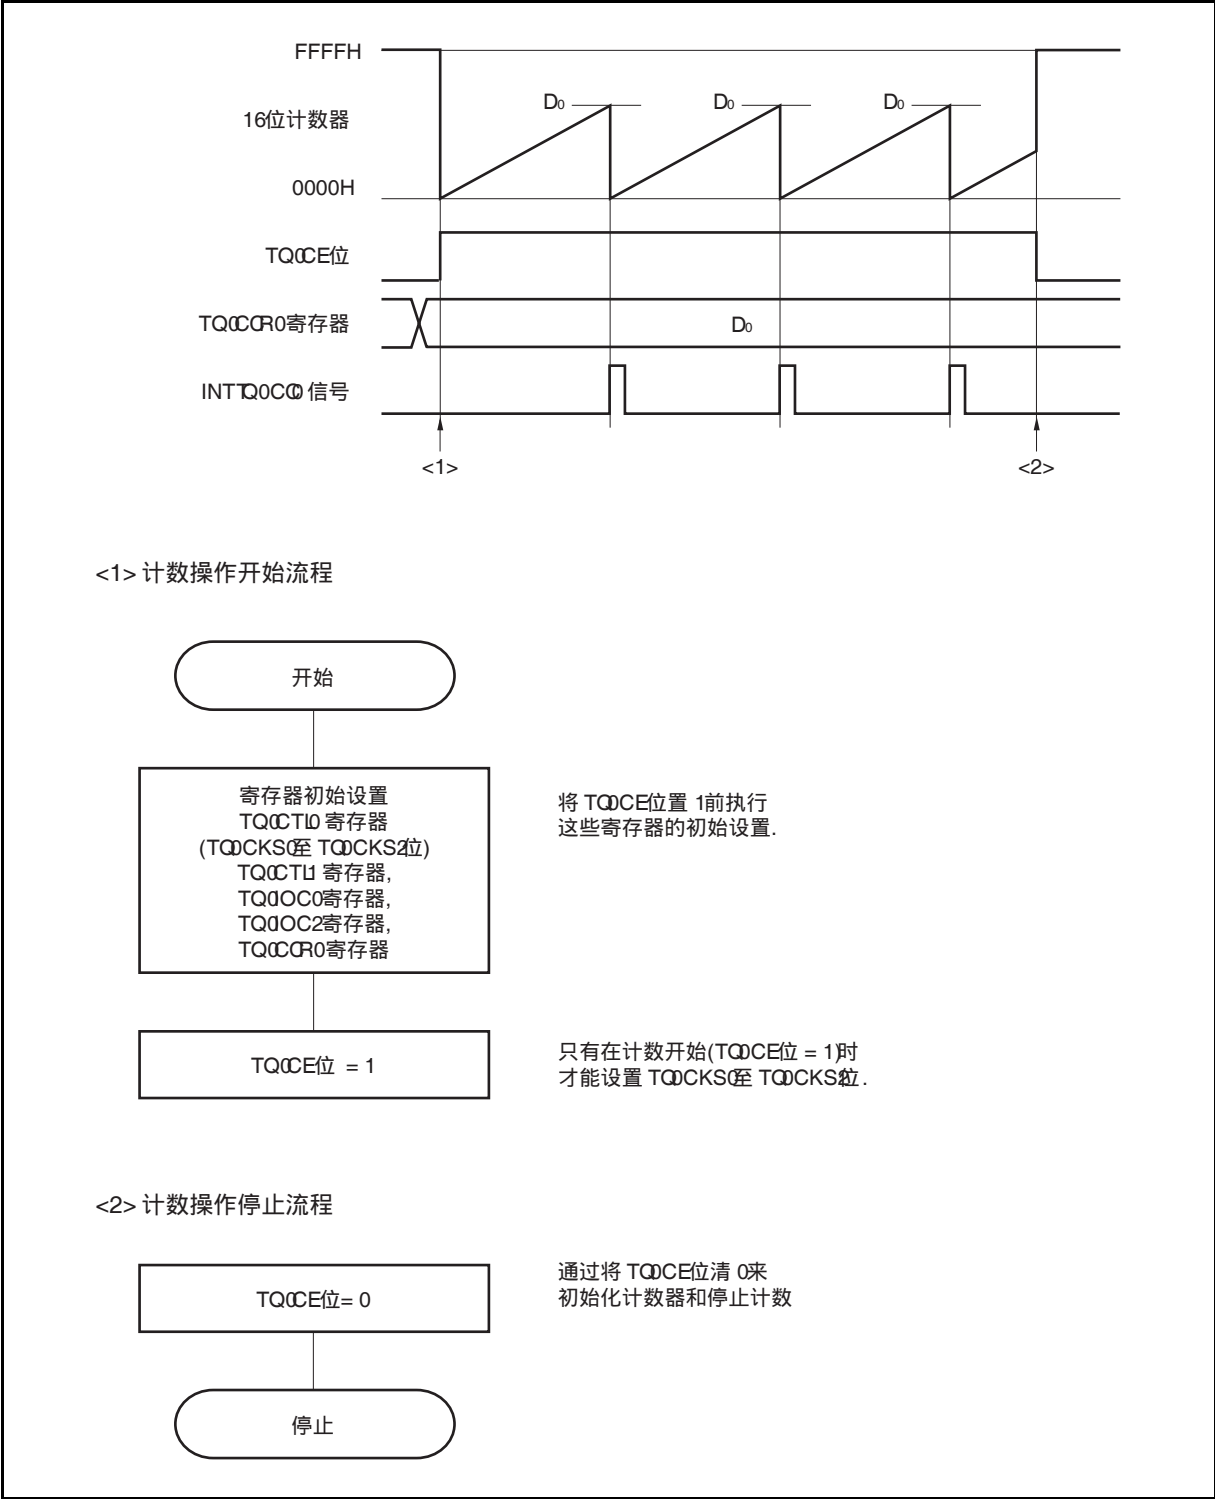 FFFFH
D0 D0 D0
16位计数器
0000H
TQ0CE位
TQ0CCR0寄存器 D0
INTTQ0CC0 信号
<1> <2>
<1> 计数操作开始流程
开始
寄存器初始设置
TQ0CTL0 寄存器
(TQ0CKS0至 TQ0CKS2位)
TQ0CTL1 寄存器,
TQ0IOC0寄存器,
TQ0IOC2寄存器,
TQ0CCR0寄存器
将 TQ0CE位置 1前执行
这些寄存器的初始设置.
TQ0CE位 = 1
只有在计数开始(TQ0CE位 = 1)时
才能设置 TQ0CKS0至 TQ0CKS2位.
<2> 计数操作停止流程
TQ0CE位= 0
通过将 TQ0CE位清 0来
初始化计数器和停止计数
停止